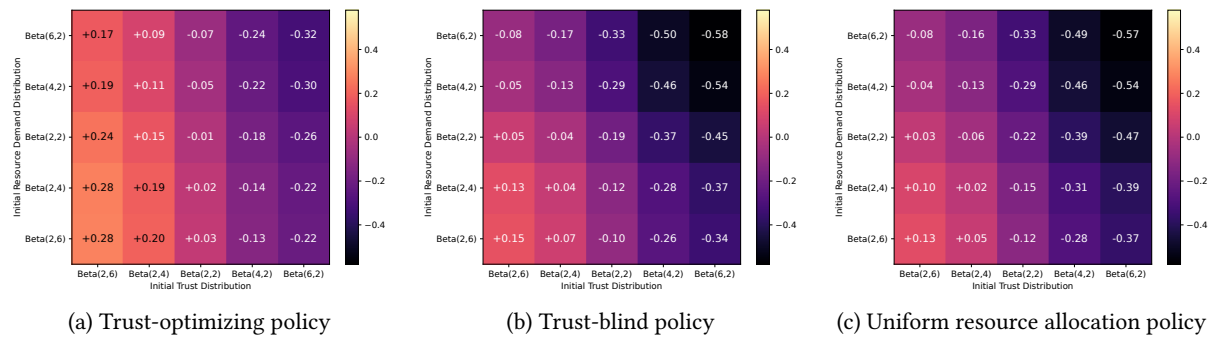 Initial Resource Demand Distribution
Beta(6,2) +0.17 +0.09 -0.07 -0.24 -0.32
Beta(4,2) +0.19 +0.11 -0.05 -0.22 -0.30
Beta(2,2) +0.24 +0.15 -0.01 -0.18 -0.26
Beta(2,4) +0.28 +0.19 +0.02 -0.14 -0.22
Beta(2,6) +0.28 +0.20 +0.03 -0.13 -0.22
Beta(2,6) Beta(2,4) Beta(2,2) Beta(4,2) Beta(6,2)
Initial Trust Distribution
0.4
0.2
0.0
−0.2
−0.4
(a) Trust-optimizing policy
Initial Resource Demand Distribution
Beta(6,2) -0.08 -0.17 -0.33 -0.50 -0.58
Beta(4,2) -0.05 -0.13 -0.29 -0.46 -0.54
Beta(2,2) +0.05 -0.04 -0.19 -0.37 -0.45
Beta(2,4) +0.13 +0.04 -0.12 -0.28 -0.37
Beta(2,6) +0.15 +0.07 -0.10 -0.26 -0.34
Beta(2,6) Beta(2,4) Beta(2,2) Beta(4,2) Beta(6,2)
Initial Trust Distribution
0.4
0.2
0.0
−0.2
−0.4
(b) Trust-blind policy
Initial Resource Demand Distribution
Beta(6,2) -0.08 -0.16 -0.33 -0.49 -0.57
Beta(4,2) -0.04 -0.13 -0.29 -0.46 -0.54
Beta(2,2) +0.03 -0.06 -0.22 -0.39 -0.47
Beta(2,4) +0.10 +0.02 -0.15 -0.31 -0.39
Beta(2,6) +0.13 +0.05 -0.12 -0.28 -0.37
Beta(2,6) Beta(2,4) Beta(2,2) Beta(4,2) Beta(6,2)
Initial Trust Distribution
0.4
0.2
0.0
−0.2
−0.4
(c) Uniform resource allocation policy